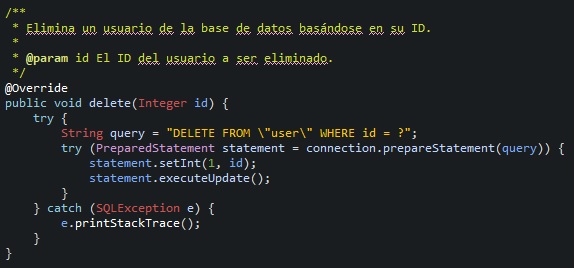 /**
 * Elimina un usuario de la base de datos basándose en su ID.
 *
 * @param id El ID del usuario a ser eliminado.
 */
@Override
public void delete(Integer id) {
    try {
        String query = "DELETE FROM \"user\" WHERE id = ?";
        try (PreparedStatement statement = connection.prepareStatement(query)) {
            statement.setInt(1, id);
            statement.executeUpdate();
        }
    } catch (SQLException e) {
        e.printStackTrace();
    }
}